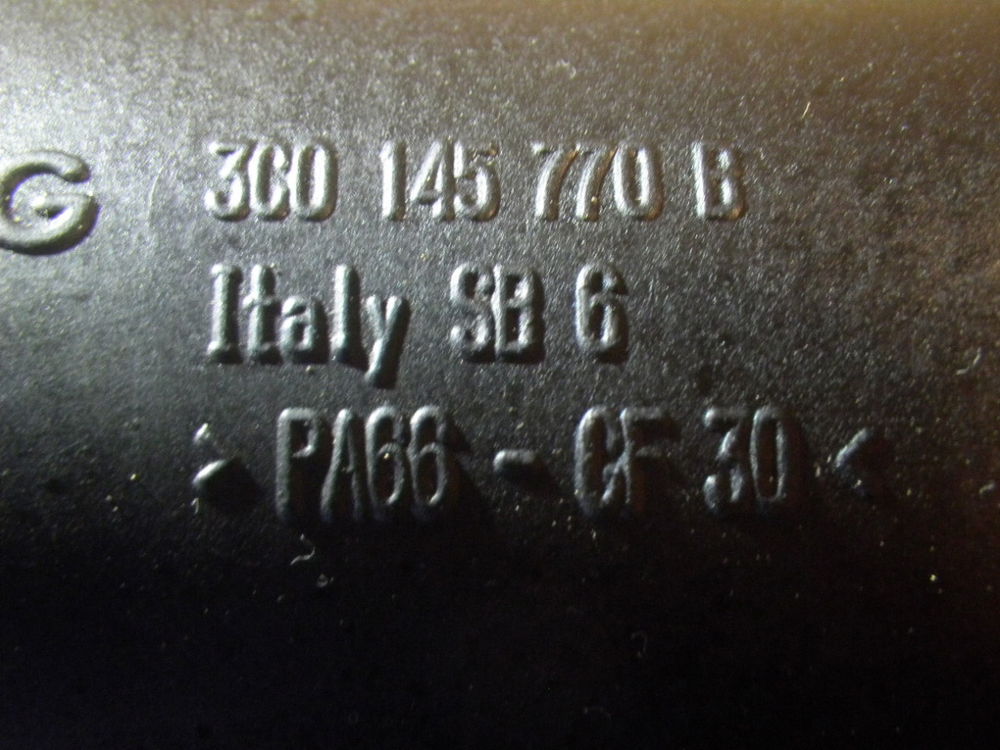 G 3C0 145 770 B
Italy SB 6
> PA66 - GF 30 <